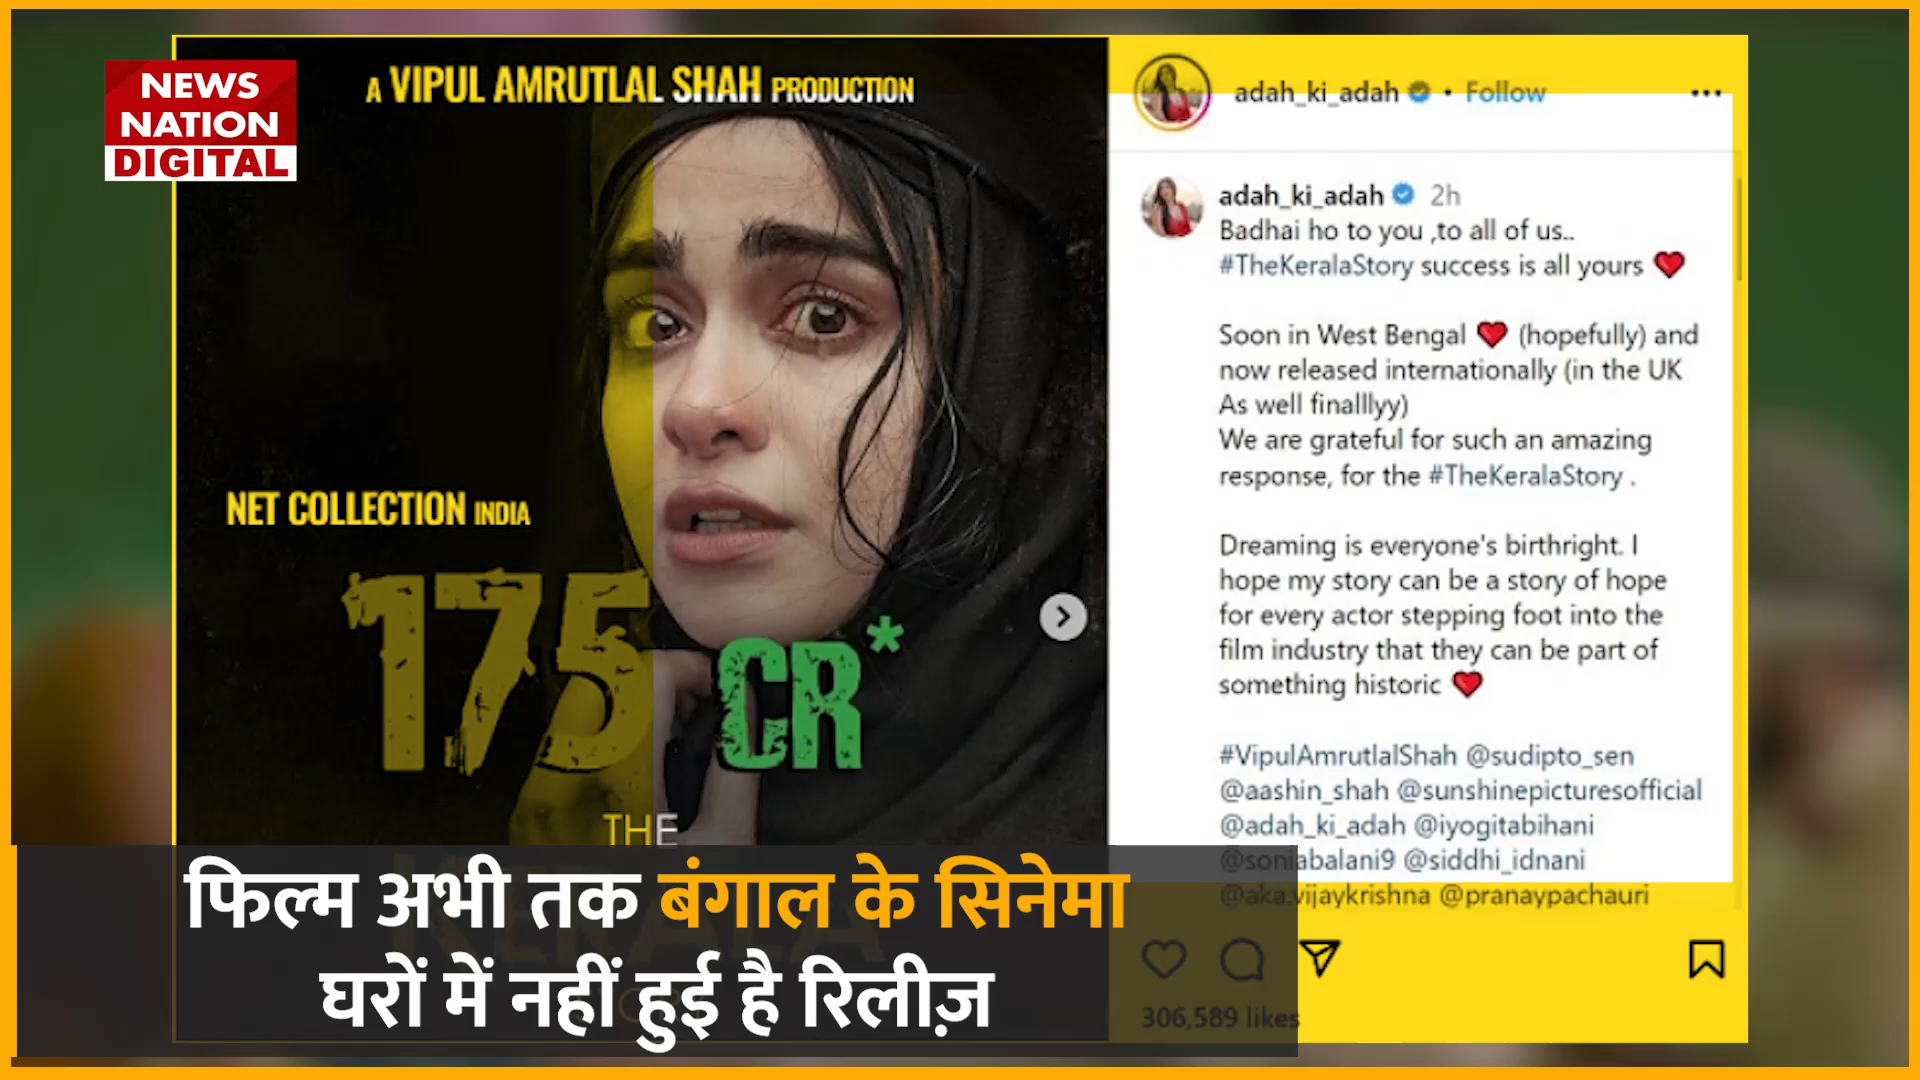 NEWS
NATION
DIGITAL
A VIPUL AMRUTLAL SHAH PRODUCTION
NET COLLECTION INDIA
175 CR*
THE
adah_ki_adah • Follow ...
adah_ki_adah 2h
Badhai ho to you ,to all of us..
#TheKeralaStory success is all yours ❤️
Soon in West Bengal ❤️ (hopefully) and
now released internationally (in the UK
As well finalllyy)
We are grateful for such an amazing
response, for the #TheKeralaStory .
Dreaming is everyone's birthright. I
hope my story can be a story of hope
for every actor stepping foot into the
film industry that they can be part of
something historic ❤️
#VipulAmrutlalShah @sudipto_sen
@aashin_shah @sunshinepicturesofficial
@adah_ki_adah @iyogitabihani
@soniabalani9 @siddhi_idnani
@aka.vijaykrishna @pranaypachauri
306,589 likes
फिल्म अभी तक बंगाल के सिनेमा
घरों में नहीं हुई है रिलीज़